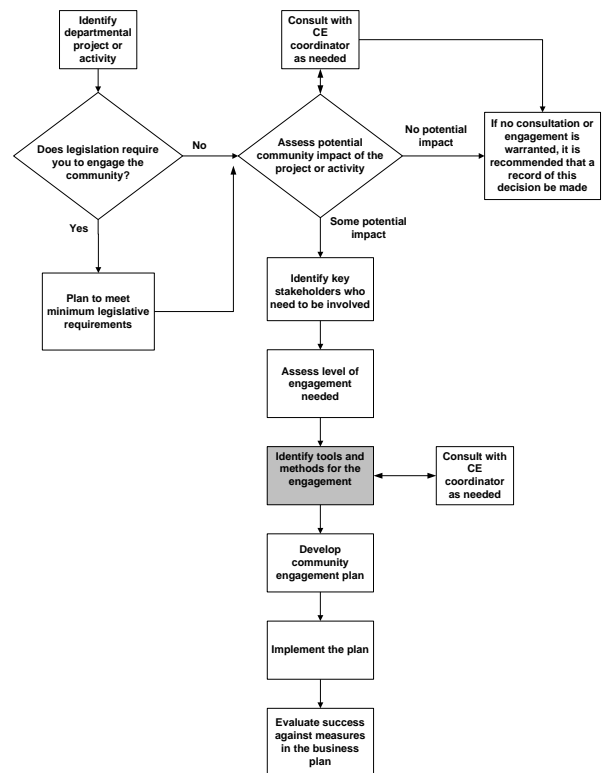 Identify
departmental
project or
activity
Consult with
CE
coordinator
as needed
Does legislation require
you to engage the
community?
No
Assess potential
community impact of the
project or activity
No potential
impact
If no consultation or
engagement is
warranted, it is
recommended that a
record of this
decision be made
Yes
Some potential
impact
Plan to meet
minimum legislative
requirements
Identify key
stakeholders who
need to be involved
Assess level of
engagement
needed
Identify tools and
methods for the
engagement
Consult with
CE
coordinator
as needed
Develop
community
engagement plan
Implement the plan
Evaluate success
against measures
in the business
plan